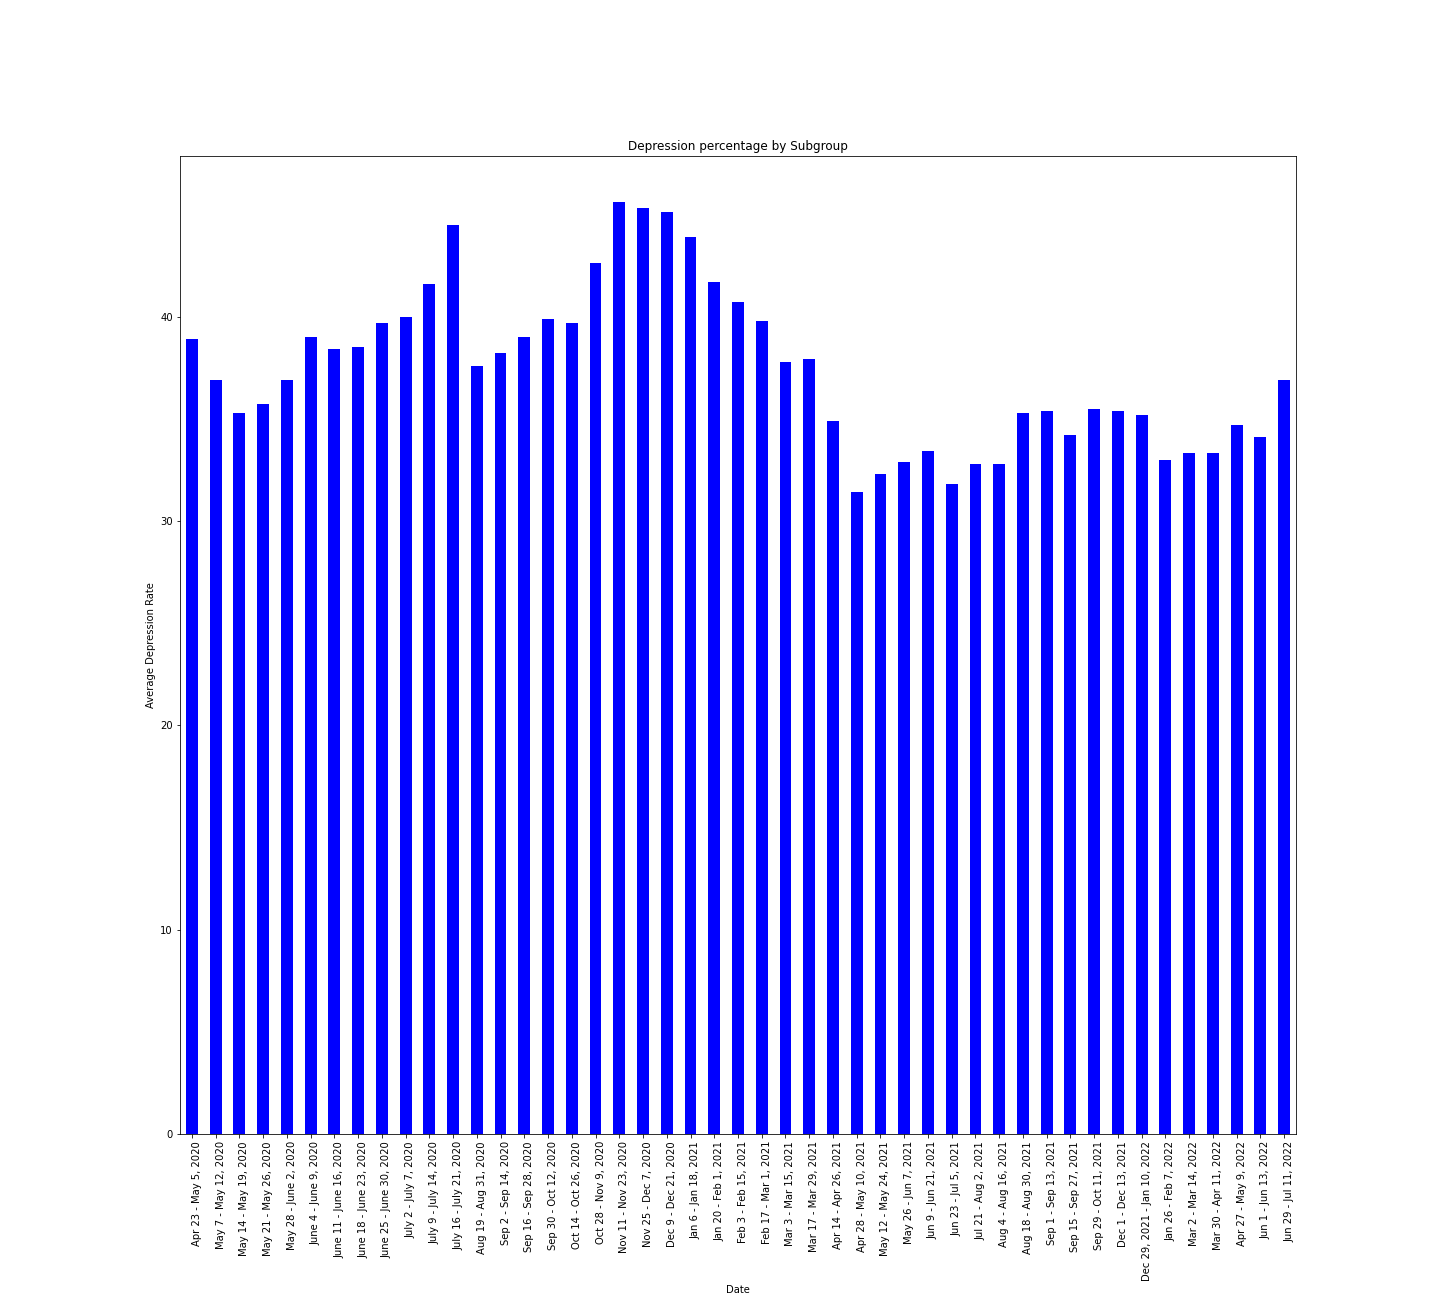 Depression percentage by Subgroup
40
30
20
10
0
Average Depression Rate
Apr 23 - May 5, 2020
May 7 - May 12, 2020
May 14 - May 19, 2020
May 21 - May 26, 2020
May 28 - June 2, 2020
June 4 - June 9, 2020
June 11 - June 16, 2020
June 18 - June 23, 2020
June 25 - June 30, 2020
July 2 - July 7, 2020
July 9 - July 14, 2020
July 16 - July 21, 2020
Aug 19 - Aug 31, 2020
Sep 2 - Sep 14, 2020
Sep 16 - Sep 28, 2020
Sep 30 - Oct 12, 2020
Oct 14 - Oct 26, 2020
Oct 28 - Nov 9, 2020
Nov 11 - Nov 23, 2020
Nov 25 - Dec 7, 2020
Dec 9 - Dec 21, 2020
Jan 6 - Jan 18, 2021
Jan 20 - Feb 1, 2021
Feb 3 - Feb 15, 2021
Feb 17 - Mar 1, 2021
Mar 3 - Mar 15, 2021
Mar 17 - Mar 29, 2021
Apr 14 - Apr 26, 2021
Apr 28 - May 10, 2021
May 12 - May 24, 2021
May 26 - Jun 7, 2021
Jun 9 - Jun 21, 2021
Jun 23 - Jul 5, 2021
Jul 21 - Aug 2, 2021
Aug 4 - Aug 16, 2021
Aug 18 - Aug 30, 2021
Sep 1 - Sep 13, 2021
Sep 15 - Sep 27, 2021
Sep 29 - Oct 11, 2021
Dec 1 - Dec 13, 2021
Dec 29, 2021 - Jan 10, 2022
Jan 26 - Feb 7, 2022
Mar 2 - Mar 14, 2022
Mar 30 - Apr 11, 2022
Apr 27 - May 9, 2022
Jun 1 - Jun 13, 2022
Jun 29 - Jul 11, 2022
Date